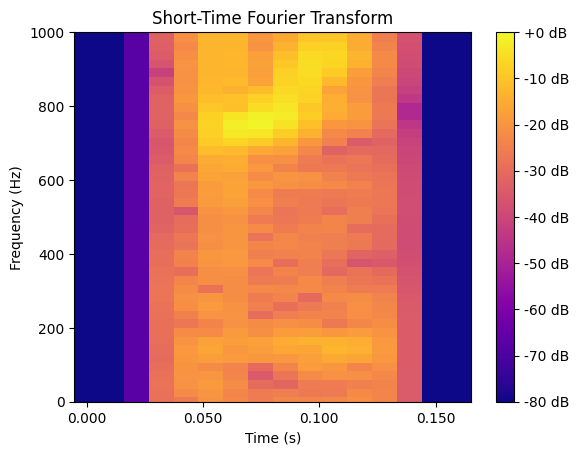 Short-Time Fourier Transform
1000
800
600
400
200
0
Frequency (Hz)
0.000
0.050
0.100
0.150
Time (s)
+0 dB
-10 dB
-20 dB
-30 dB
-40 dB
-50 dB
-60 dB
-70 dB
-80 dB